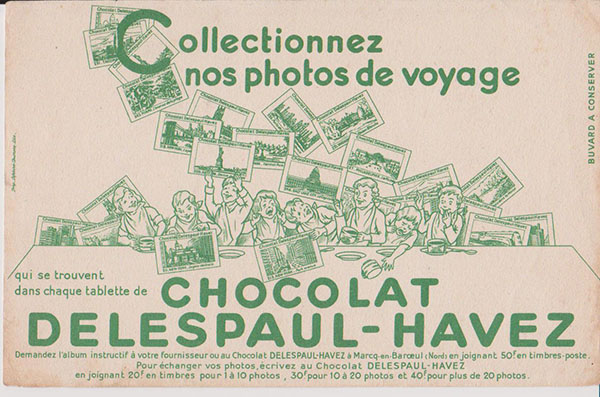 Collectionnez
nos photos de voyage
BUVARD A CONSERVER
qui se trouvent
dans chaque tablette de
CHOCOLAT
DELESPAUL-HAVEZ
Demandez l'album instructif à votre fournisseur ou au Chocolat DELESPAUL-HAVEZ à Marcq-en-Barœul (Nord) en joignant 50f en timbres-poste.
Pour échanger vos photos, écrivez au Chocolat DELESPAUL-HAVEZ
en joignant 20f en timbres pour 1 à 10 photos, 30f pour 10 à 20 photos et 40f pour plus de 20 photos.